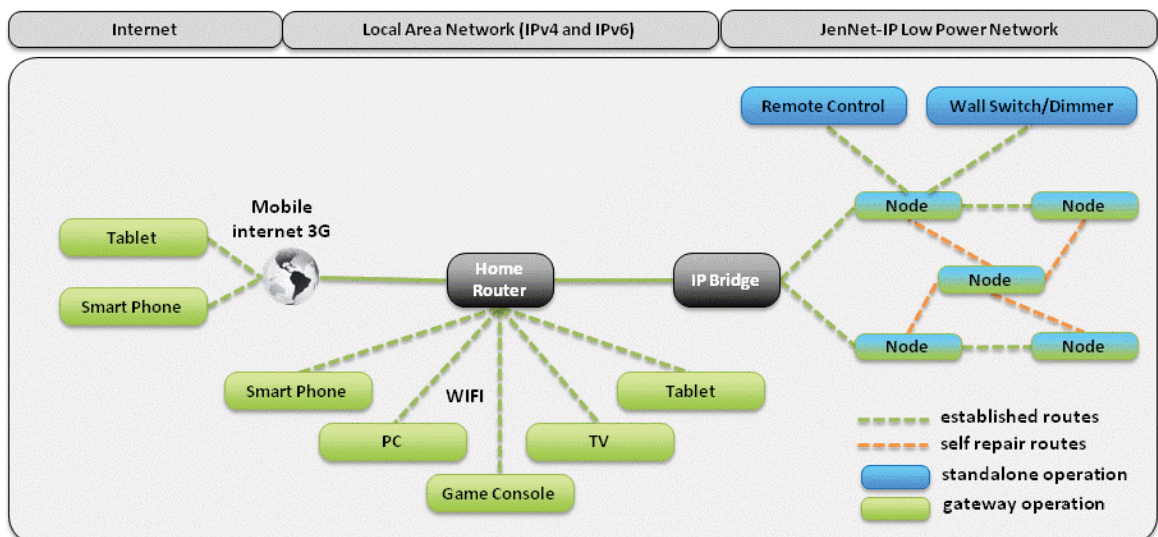 Internet
Local Area Network (IPv4 and IPv6)
JenNet-IP Low Power Network
Remote Control
Wall Switch/Dimmer
Mobile
internet 3G
Tablet
Smart Phone
Home
Router
IP Bridge
Node
Node
Node
Node
Node
Smart Phone
WIFI
Tablet
PC
TV
Game Console
established routes
self repair routes
standalone operation
gateway operation